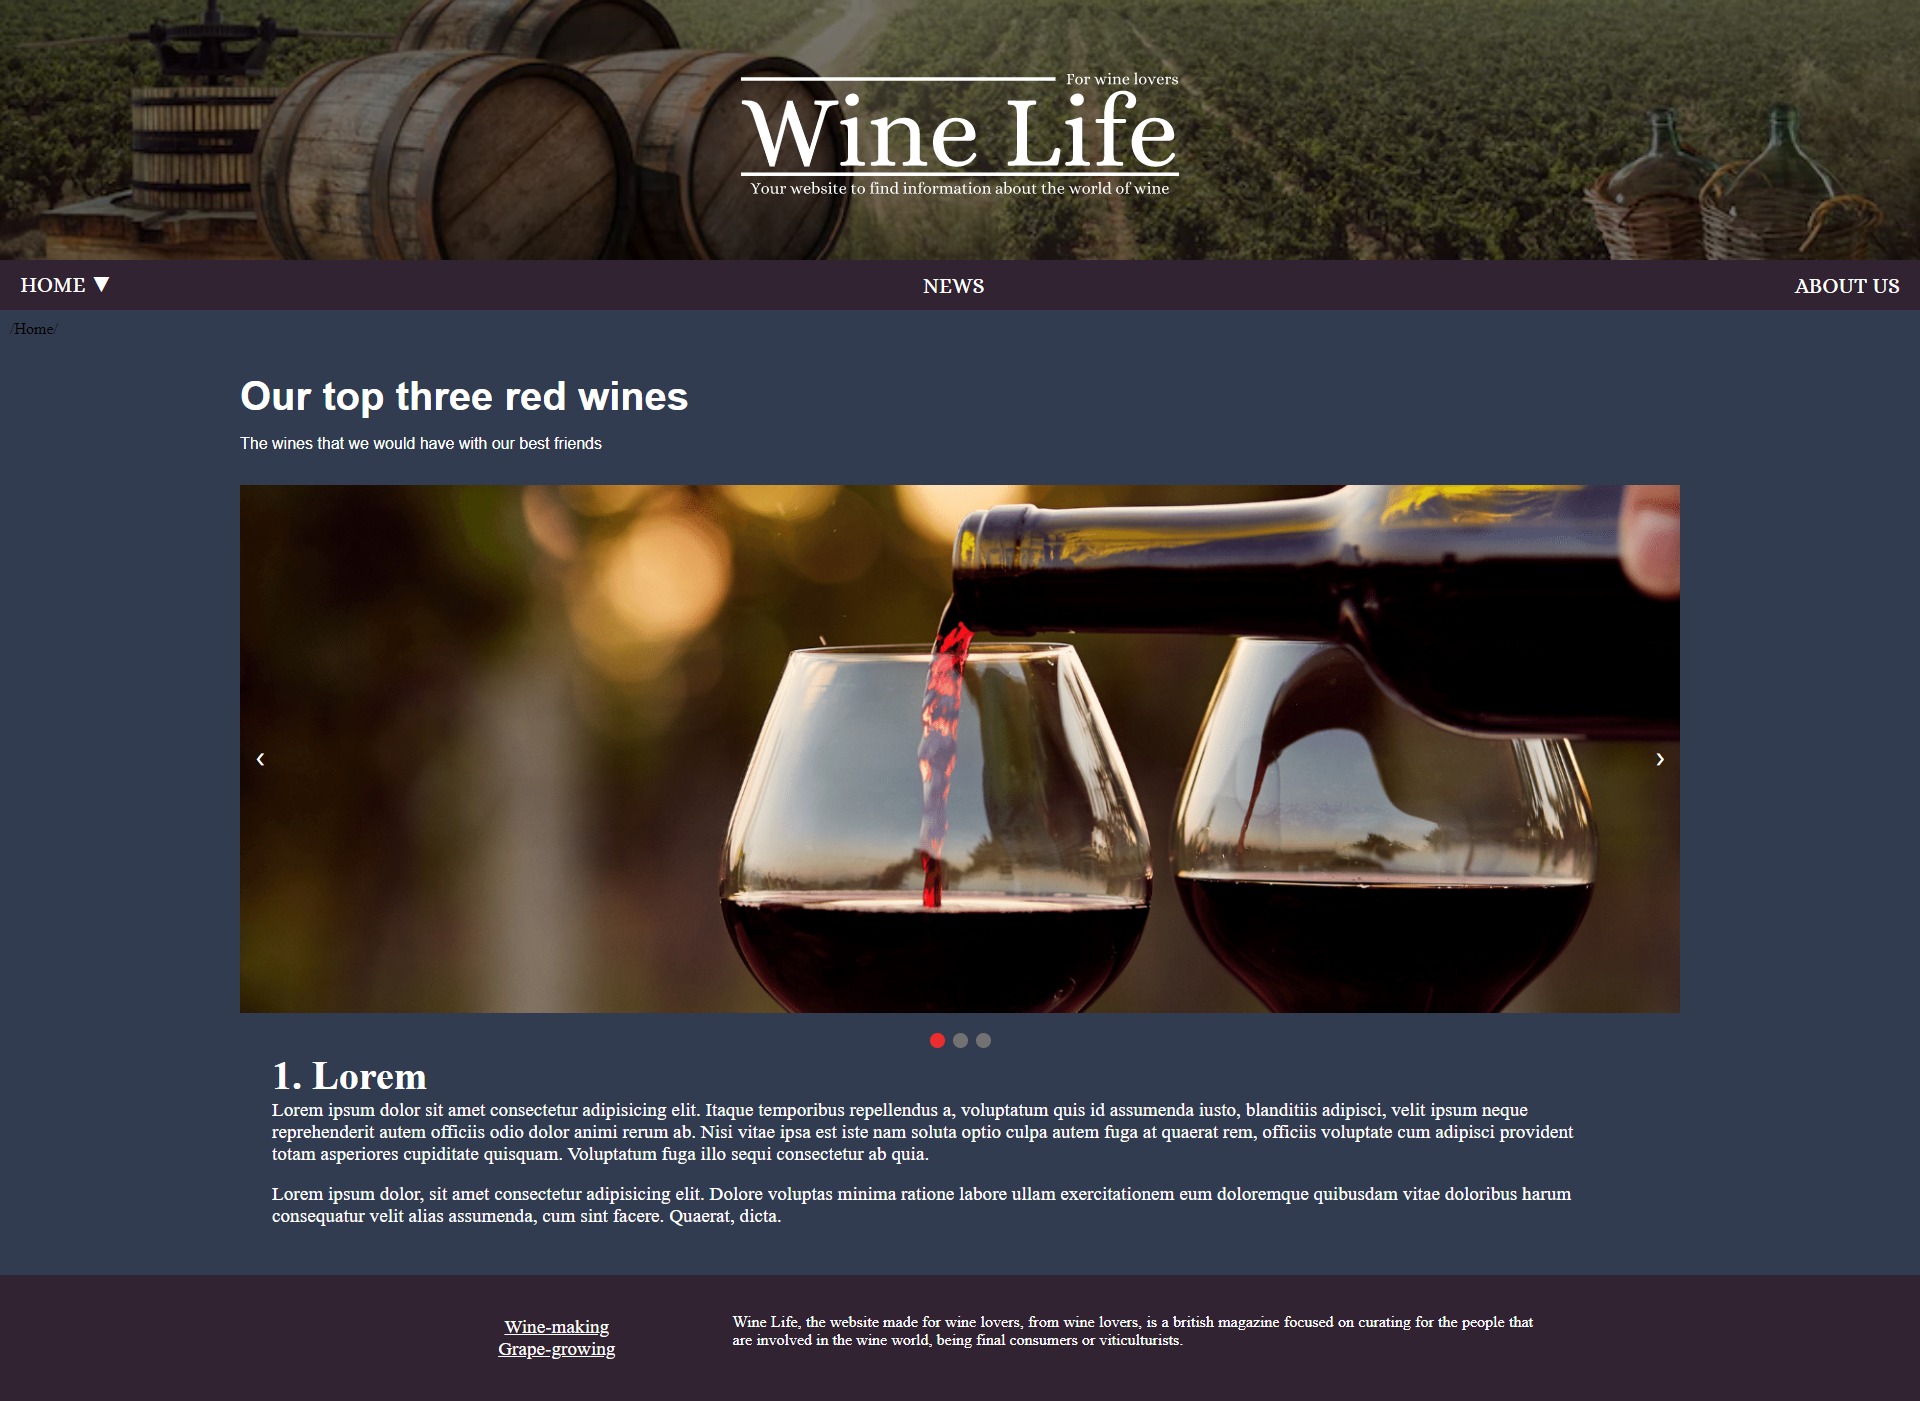 For wine lovers
Wine Life
Your website to find information about the world of wine
HOME ▼
NEWS
ABOUT US
/Home/
Our top three red wines
The wines that we would have with our best friends
‹
›
1. Lorem
Lorem ipsum dolor sit amet consectetur adipisicing elit. Itaque temporibus repellendus a, voluptatum quis id assumenda iusto, blanditiis adipisci, velit ipsum neque
reprehenderit autem officiis odio dolor animi rerum ab. Nisi vitae ipsa est iste nam soluta optio culpa autem fuga at quaerat rem, officiis voluptate cum adipisci provident
totam asperiores cupiditate quisquam. Voluptatum fuga illo sequi consectetur ab quia.
Lorem ipsum dolor, sit amet consectetur adipisicing elit. Dolore voluptas minima ratione labore ullam exercitationem eum doloremque quibusdam vitae doloribus harum
consequatur velit alias assumenda, cum sint facere. Quaerat, dicta.
Wine-making
Grape-growing
Wine Life, the website made for wine lovers, from wine lovers, is a british magazine focused on curating for the people that
are involved in the wine world, being final consumers or viticulturists.